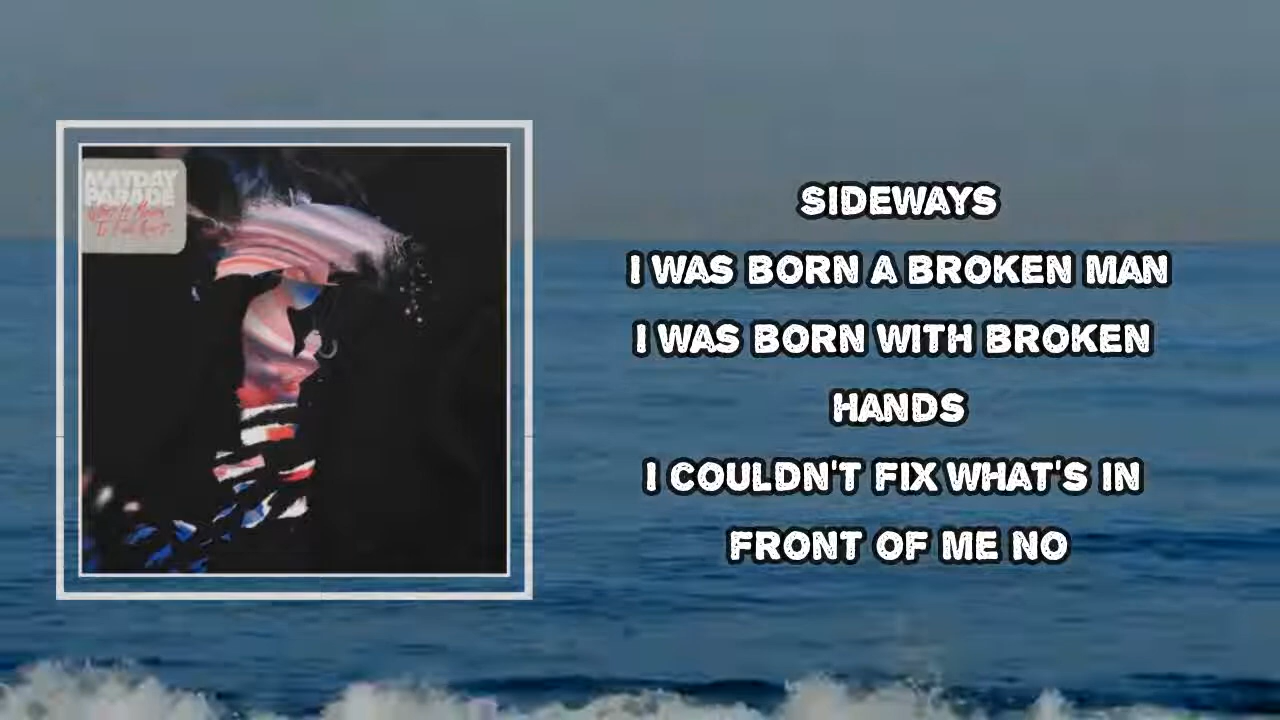 MAYDAY
PARADE
SIDEWAYS
I WAS BORN A BROKEN MAN
I WAS BORN WITH BROKEN
HANDS
I COULDN'T FIX WHAT'S IN
FRONT OF ME NO